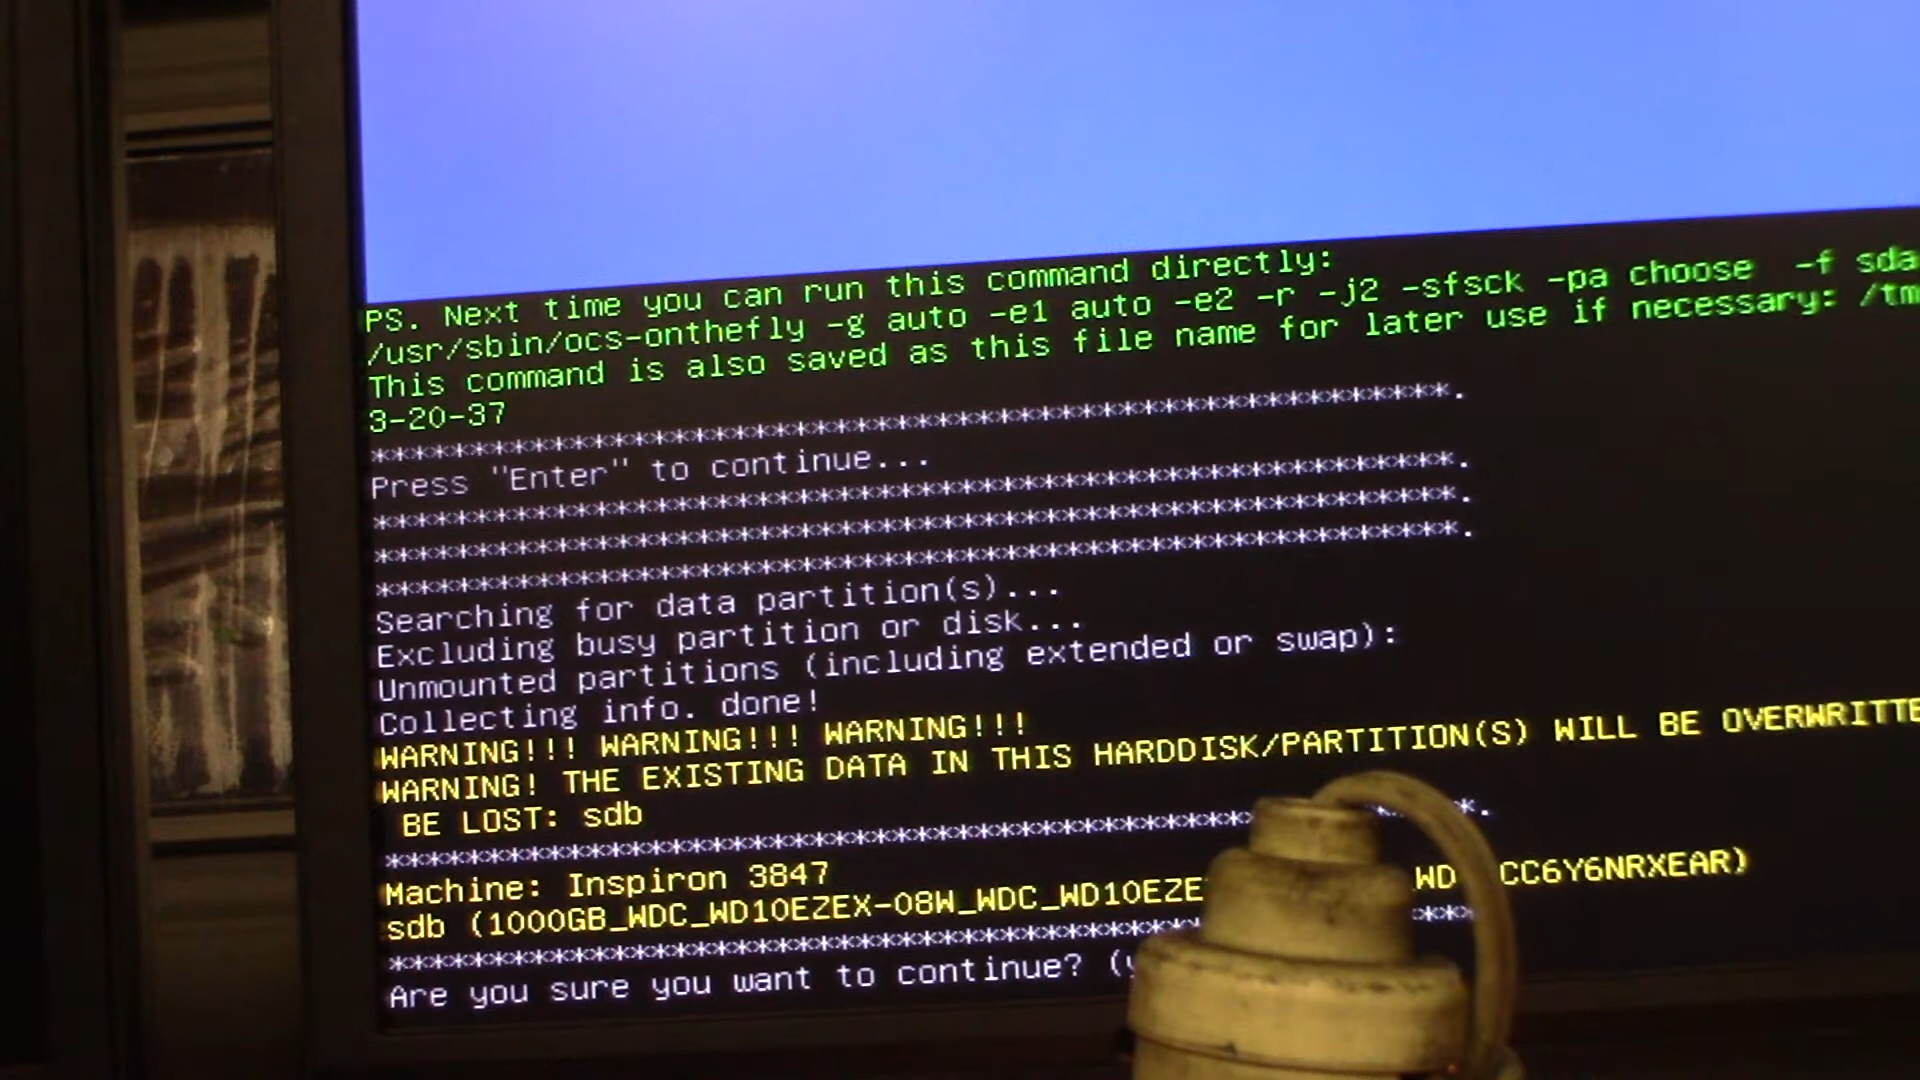 PS. Next time you can run this command directly:
/usr/sbin/ocs-onthefly -g auto -e1 auto -e2 -r -j2 -sfsck -pa choose -f sda
This command is also saved as this file name for later use if necessary: /tm
3-20-37
*******************************************************.
Press "Enter" to continue...
*******************************************************.
*******************************************************.
*******************************************************.
Searching for data partition(s)...
Excluding busy partition or disk...
Unmounted partitions (including extended or swap):
Collecting info. done!
WARNING!!! WARNING!!! WARNING!!!
WARNING! THE EXISTING DATA IN THIS HARDDISK/PARTITION(S) WILL BE OVERWRITTE
BE LOST: sdb
*******************************************************.
Machine: Inspiron 3847
sdb (1000GB_WDC_WD10EZEX-08W_WDC_WD10EZE WD CC6Y6NRXEAR)
*******************************************************
Are you sure you want to continue? (y